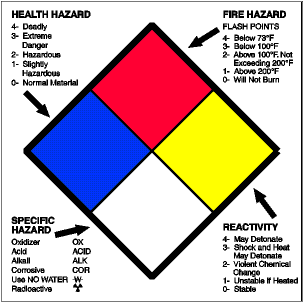 HEALTH HAZARD
4- Deadly
3- Extreme
Danger
2- Hazardous
1- Slightly
Hazardous
0- Normal Material
FIRE HAZARD
FLASH POINTS
4- Below 73°F
3- Below 100°F
2- Above 100°F. Not
Exceeding 200°F
1- Above 200°F
0- Will Not Burn
SPECIFIC
HAZARD
Oxidizer OX
Acid ACID
Alkali ALK
Corrosive COR
Use NO WATER W
Radioactive
REACTIVITY
4- May Detonate
3- Shock and Heat
May Detonate
2- Violent Chemical
Change
1- Unstable if Heated
0- Stable